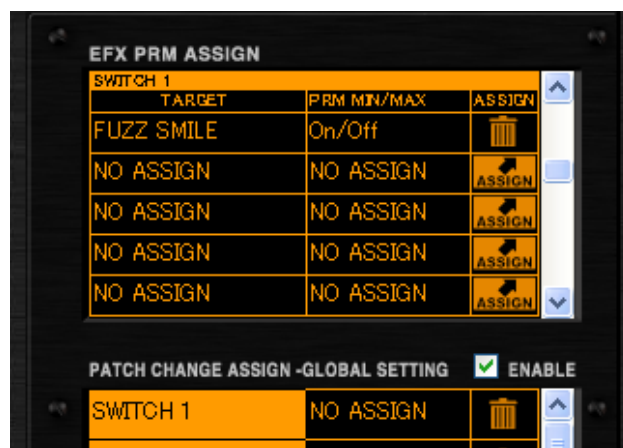 EFX PRM ASSIGN
SWITCH 1
TARGET PRM MIN/MAX ASSIGN
FUZZ SMILE On/Off
NO ASSIGN NO ASSIGN ASSIGN
NO ASSIGN NO ASSIGN ASSIGN
NO ASSIGN NO ASSIGN ASSIGN
NO ASSIGN NO ASSIGN ASSIGN
PATCH CHANGE ASSIGN -GLOBAL SETTING ENABLE
SWITCH 1 NO ASSIGN